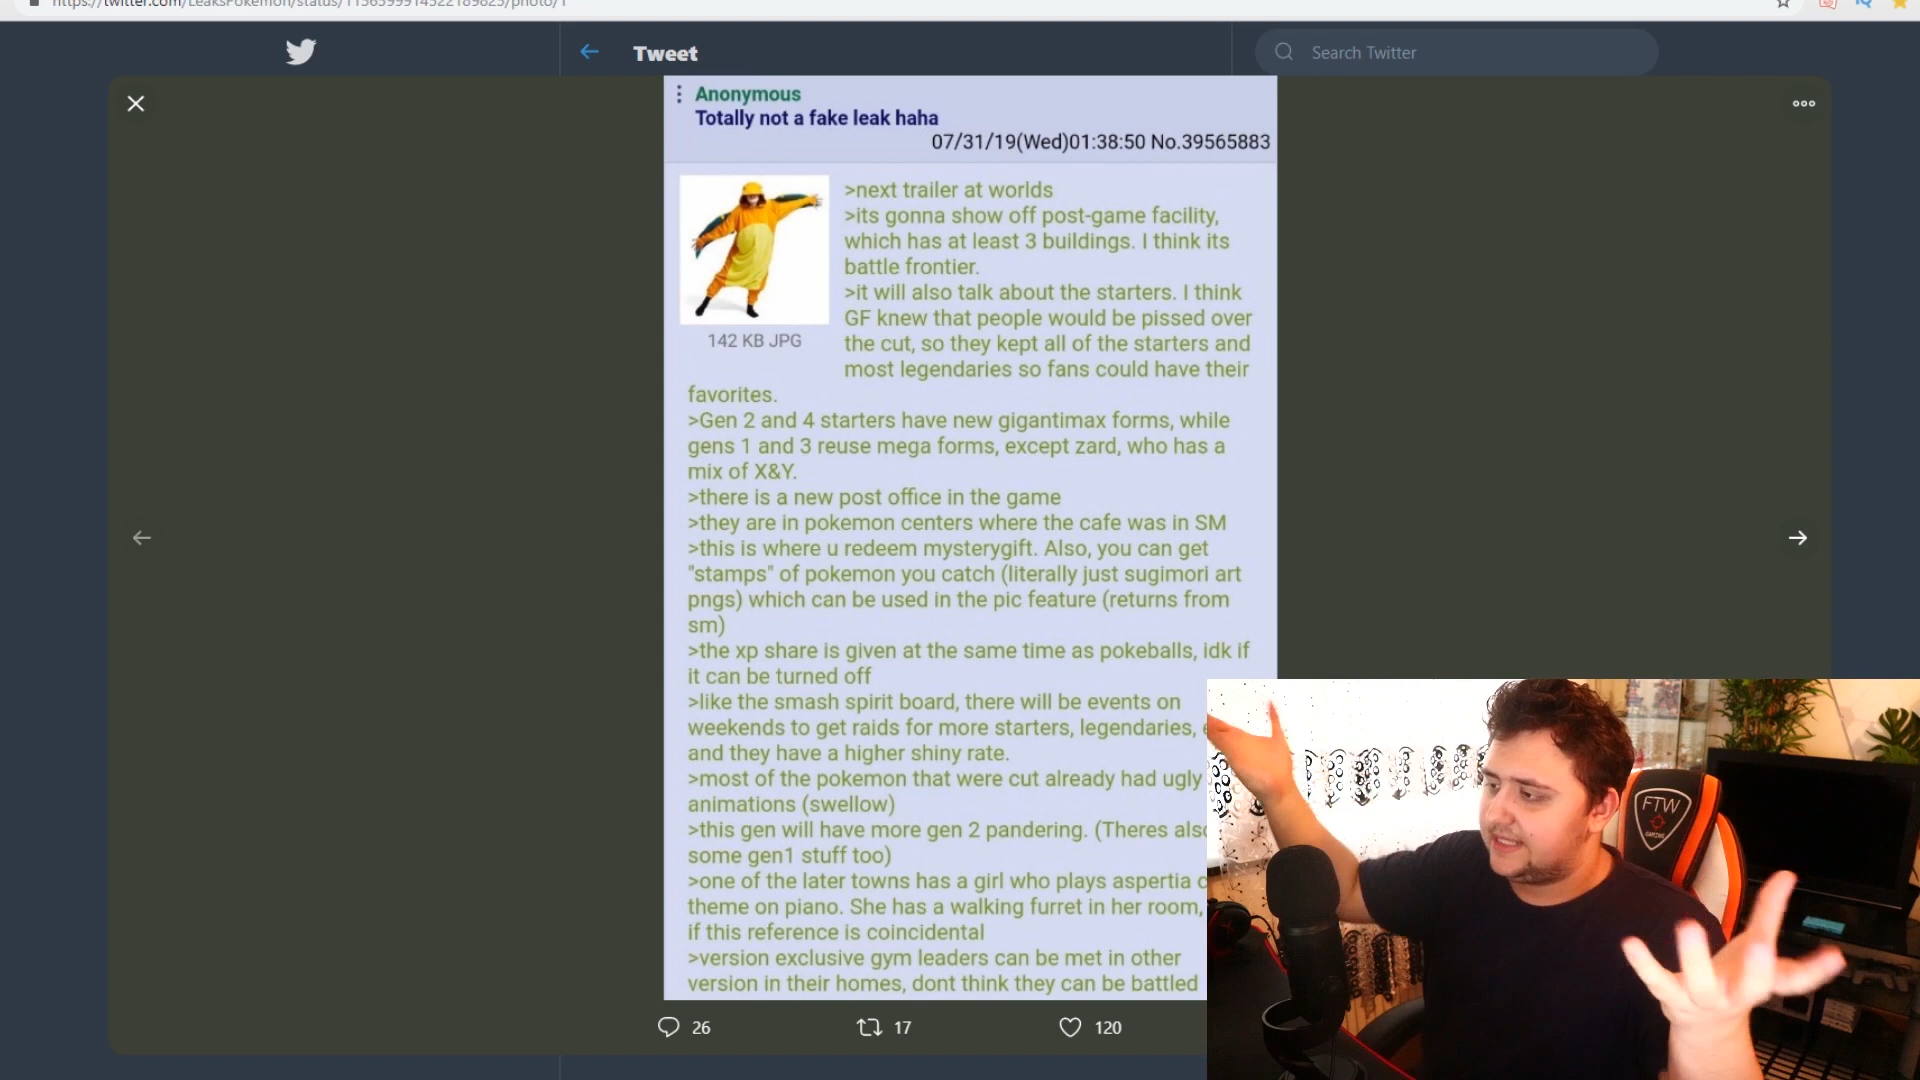 Tweet
Search Twitter
Anonymous
Totally not a fake leak haha
07/31/19(Wed)01:38:50 No.39565883
>next trailer at worlds
>its gonna show off post-game facility,
which has at least 3 buildings. I think its
battle frontier.
>it will also talk about the starters. I think
GF knew that people would be pissed over
the cut, so they kept all of the starters and
142 KB JPG
most legendaries so fans could have their
favorites.
>Gen 2 and 4 starters have new gigantimax forms, while
gens 1 and 3 reuse mega forms, except zard, who has a
mix of X&Y.
>there is a new post office in the game
>they are in pokemon centers where the cafe was in SM
>this is where u redeem mysterygift. Also, you can get
"stamps" of pokemon you catch (literally just sugimori art
pngs) which can be used in the pic feature (returns from
sm)
>the xp share is given at the same time as pokeballs, idk if
it can be turned off
>like the smash spirit board, there will be events on
weekends to get raids for more starters, legendaries,
and they have a higher shiny rate.
>most of the pokemon that were cut already had ugly
animations (swellow)
>this gen will have more gen 2 pandering. (Theres also
some gen1 stuff too)
>one of the later towns has a girl who plays aspertia
theme on piano. She has a walking furret in her room,
if this reference is coincidental
>version exclusive gym leaders can be met in other
version in their homes, dont think they can be battled
26
17
120
FTW
GAMING